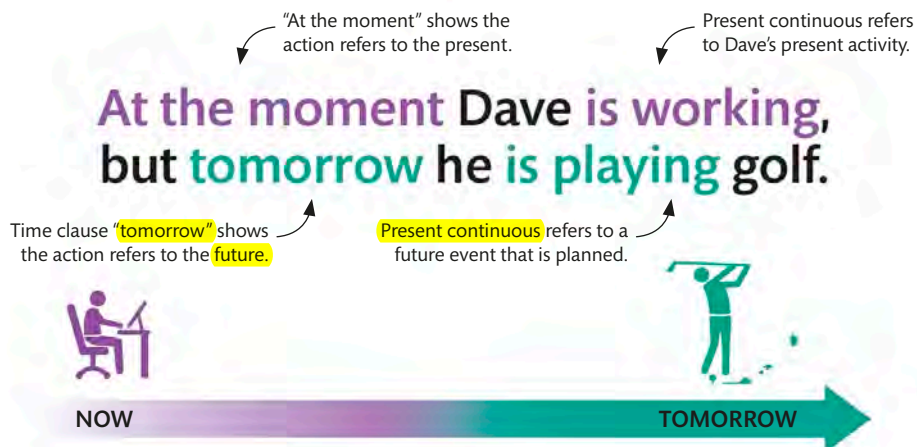 “At the moment” shows the
action refers to the present.
Present continuous refers
to Dave’s present activity.
At the moment Dave is working,
but tomorrow he is playing golf.
Time clause “tomorrow” shows
the action refers to the future.
Present continuous refers to a
future event that is planned.
NOW
TOMORROW